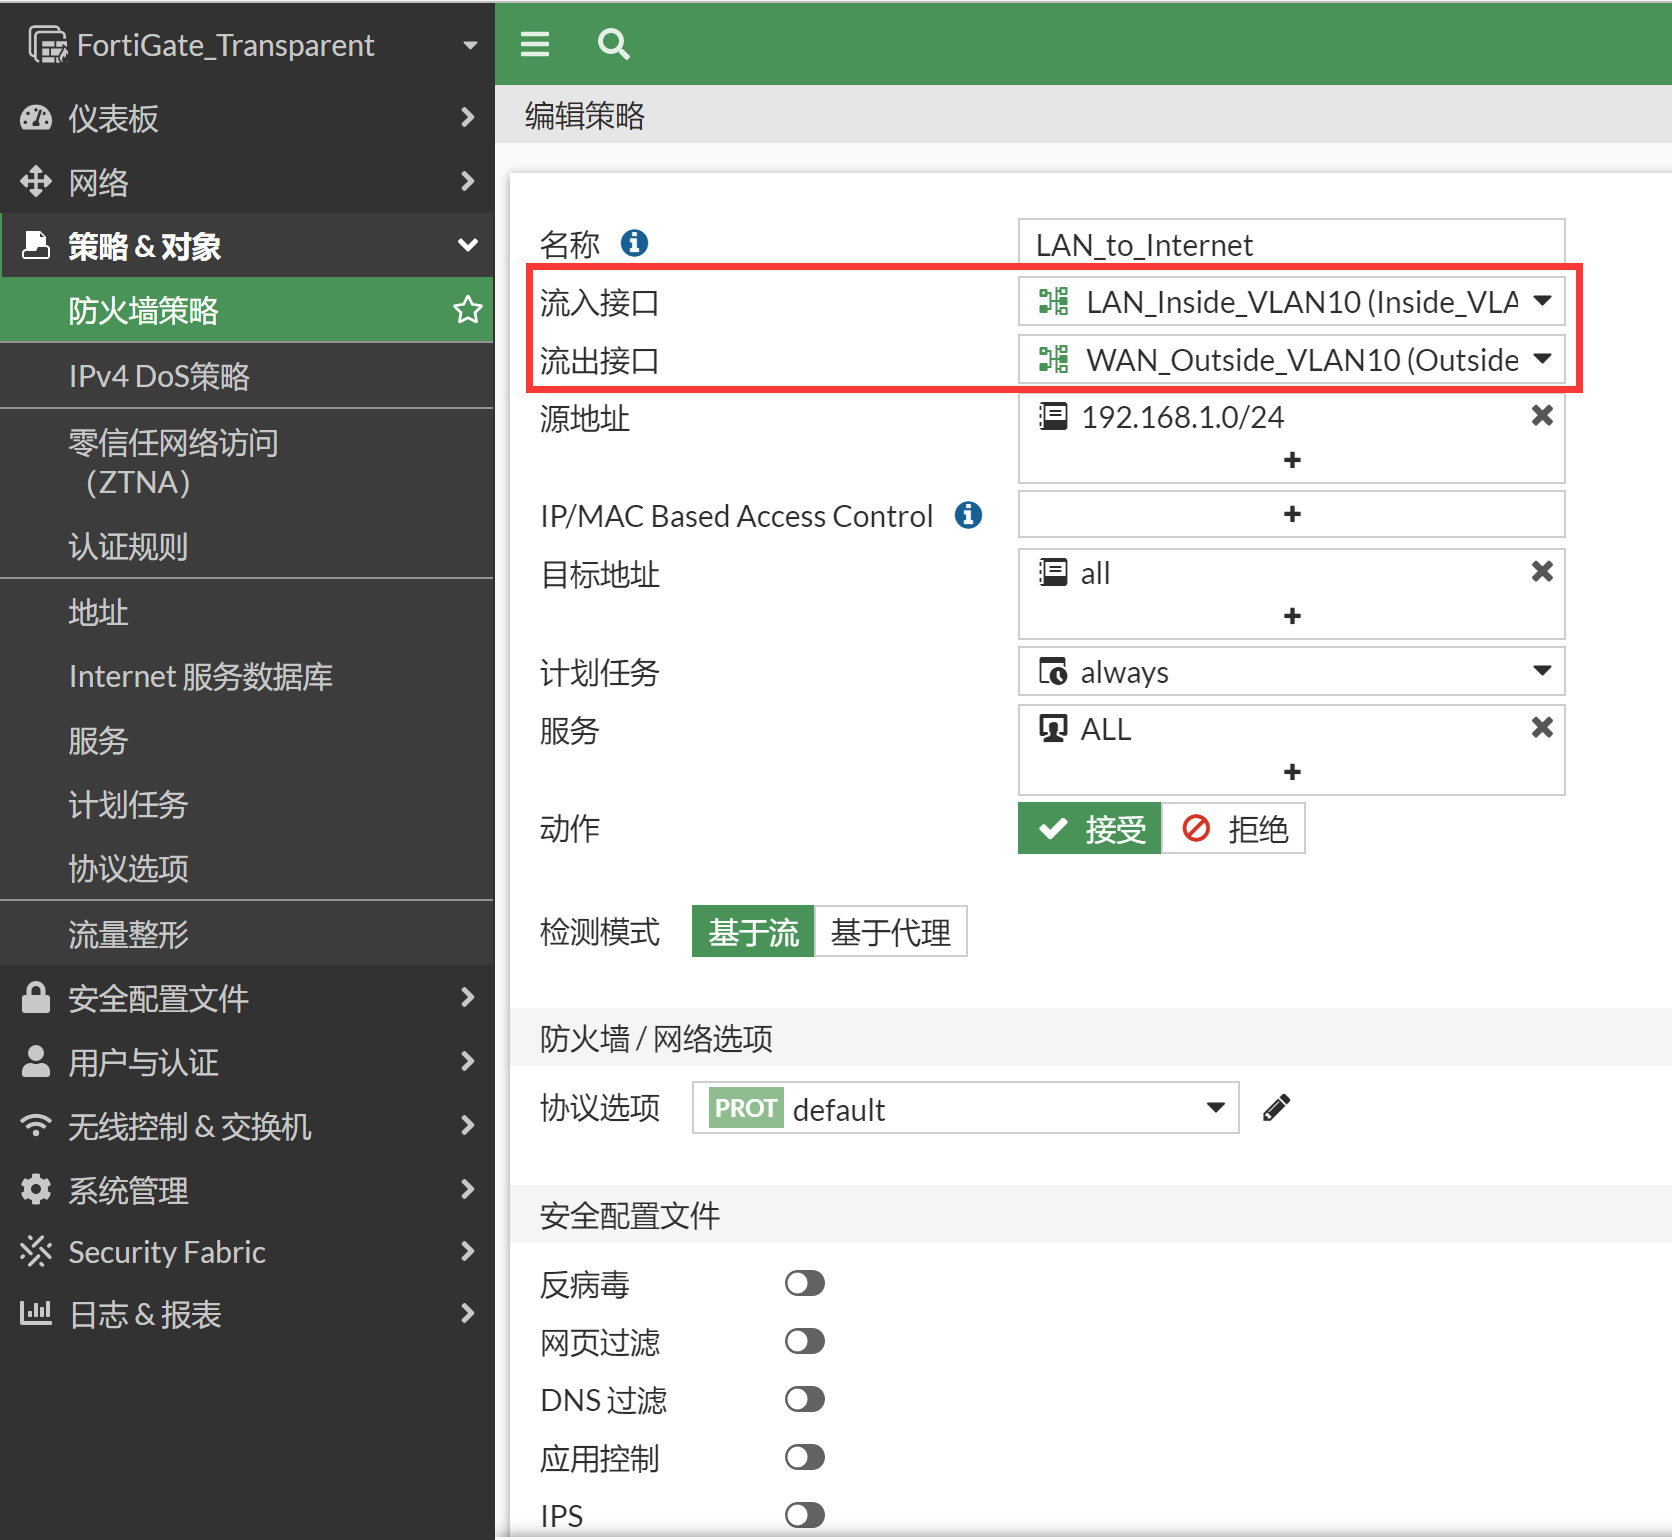 FortiGate_Transparent
仪表板
网络
策略 & 对象
防火墙策略
IPv4 DoS策略
零信任网络访问
（ZTNA）
认证规则
地址
Internet 服务数据库
服务
计划任务
协议选项
流量整形
安全配置文件
用户与认证
无线控制 & 交换机
系统管理
Security Fabric
日志 & 报表
编辑策略
名称 LAN_to_Internet
流入接口 LAN_Inside_VLAN10 (Inside_VLA
流出接口 WAN_Outside_VLAN10 (Outside
源地址 192.168.1.0/24
IP/MAC Based Access Control
目标地址 all
计划任务 always
服务 ALL
动作 接受 拒绝
检测模式 基于流 基于代理
防火墙 / 网络选项
协议选项 PROT default
安全配置文件
反病毒
网页过滤
DNS 过滤
应用控制
IPS